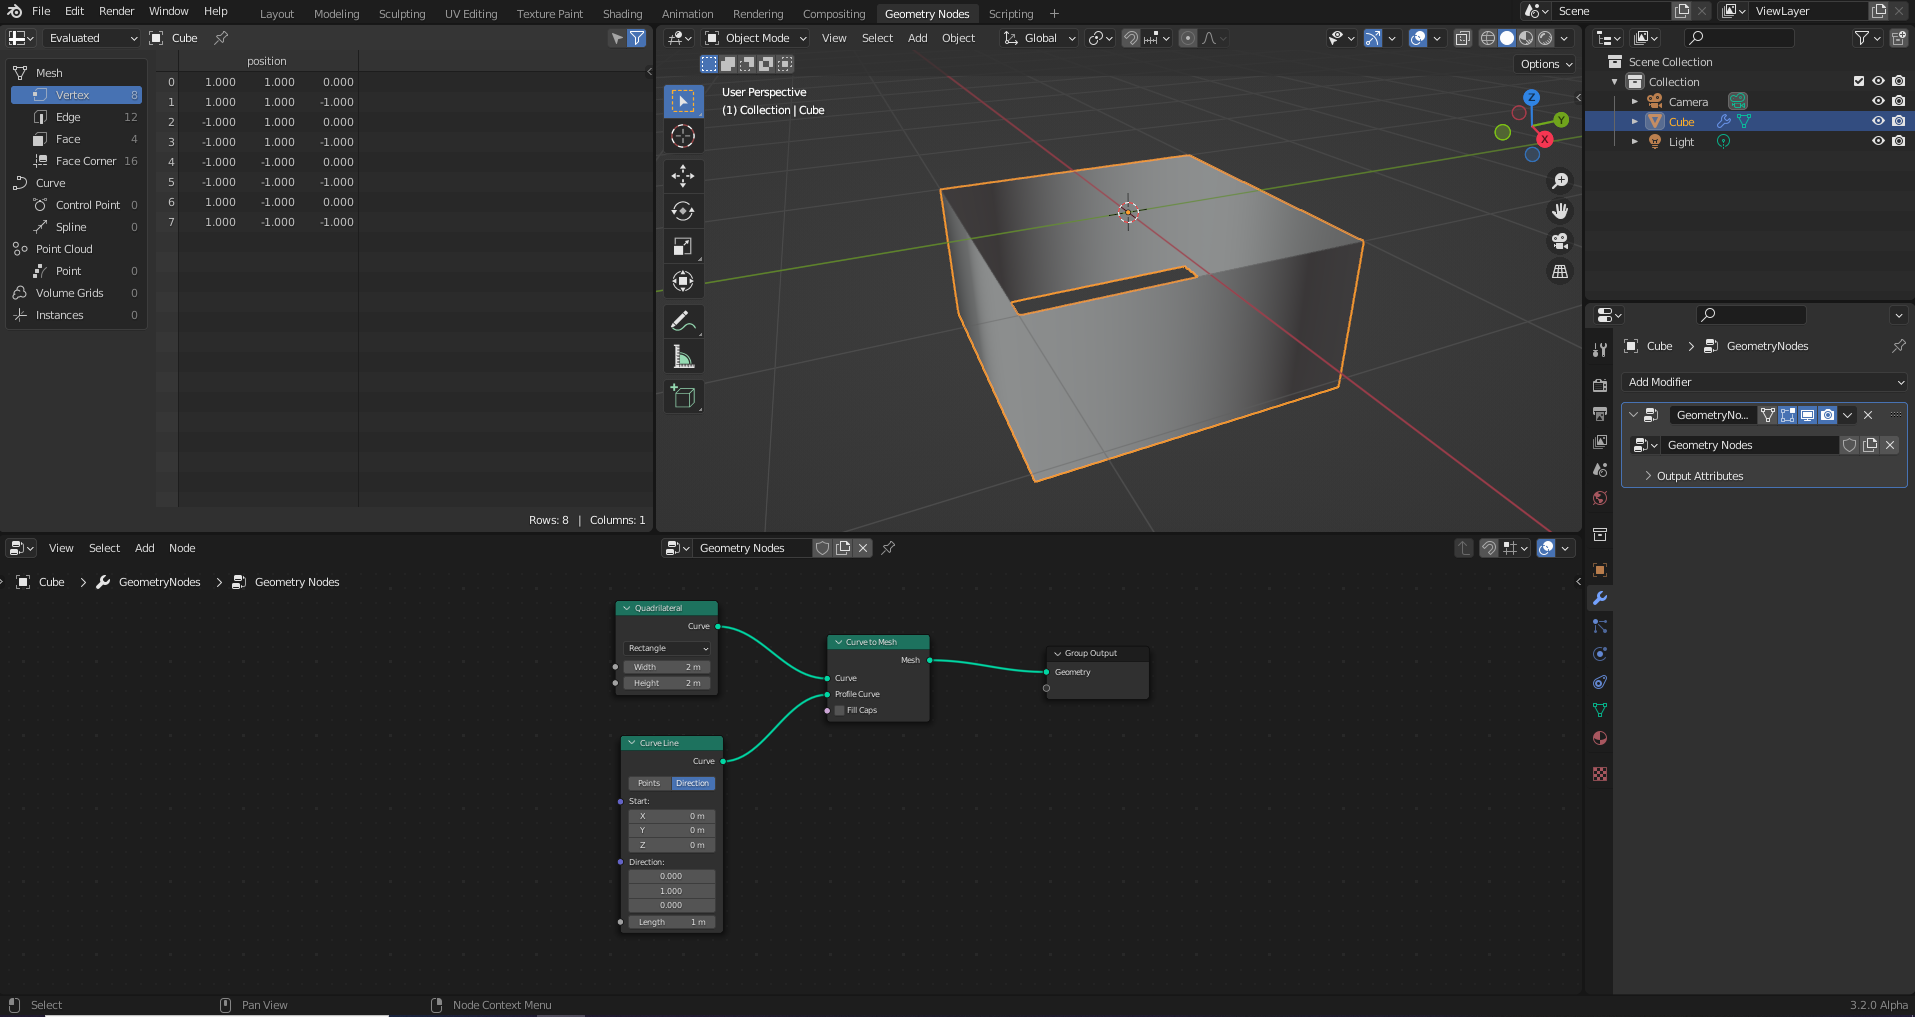 File Edit Render Window Help
Layout Modeling Sculpting UV Editing Texture Paint Shading Animation Rendering Compositing Geometry Nodes Scripting +
Scene
ViewLayer
Evaluated
Cube
position
0 1.000 1.000 0.000
1 1.000 1.000 -1.000
2 -1.000 1.000 0.000
3 -1.000 1.000 -1.000
4 -1.000 -1.000 0.000
5 -1.000 -1.000 -1.000
6 1.000 -1.000 0.000
7 1.000 -1.000 -1.000
Mesh
Vertex 8
Edge 12
Face 4
Face Corner 16
Curve
Control Point 0
Spline 0
Point Cloud
Point 0
Volume Grids 0
Instances 0
Rows: 8 | Columns: 1
Object Mode View Select Add Object Global
Options
User Perspective
(1) Collection | Cube
Z
Y
X
Scene Collection
Collection
Camera
Cube
Light
Cube > GeometryNodes
Add Modifier
GeometryNo...
Geometry Nodes
Output Attributes
View Select Add Node
Geometry Nodes
Cube > GeometryNodes > Geometry Nodes
Quadrilateral
Curve
Rectangle
Width 2 m
Height 2 m
Curve Line
Curve
Points Direction
Start:
X 0 m
Y 0 m
Z 0 m
Direction:
0.000
1.000
0.000
Length 1 m
Curve to Mesh
Mesh
Curve
Profile Curve
Fill Caps
Group Output
Geometry
Select
Pan View
Node Context Menu
3.2.0 Alpha